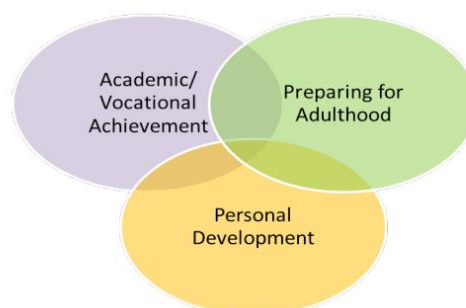 Academic/
Vocational
Achievement
Preparing for
Adulthood
Personal
Development